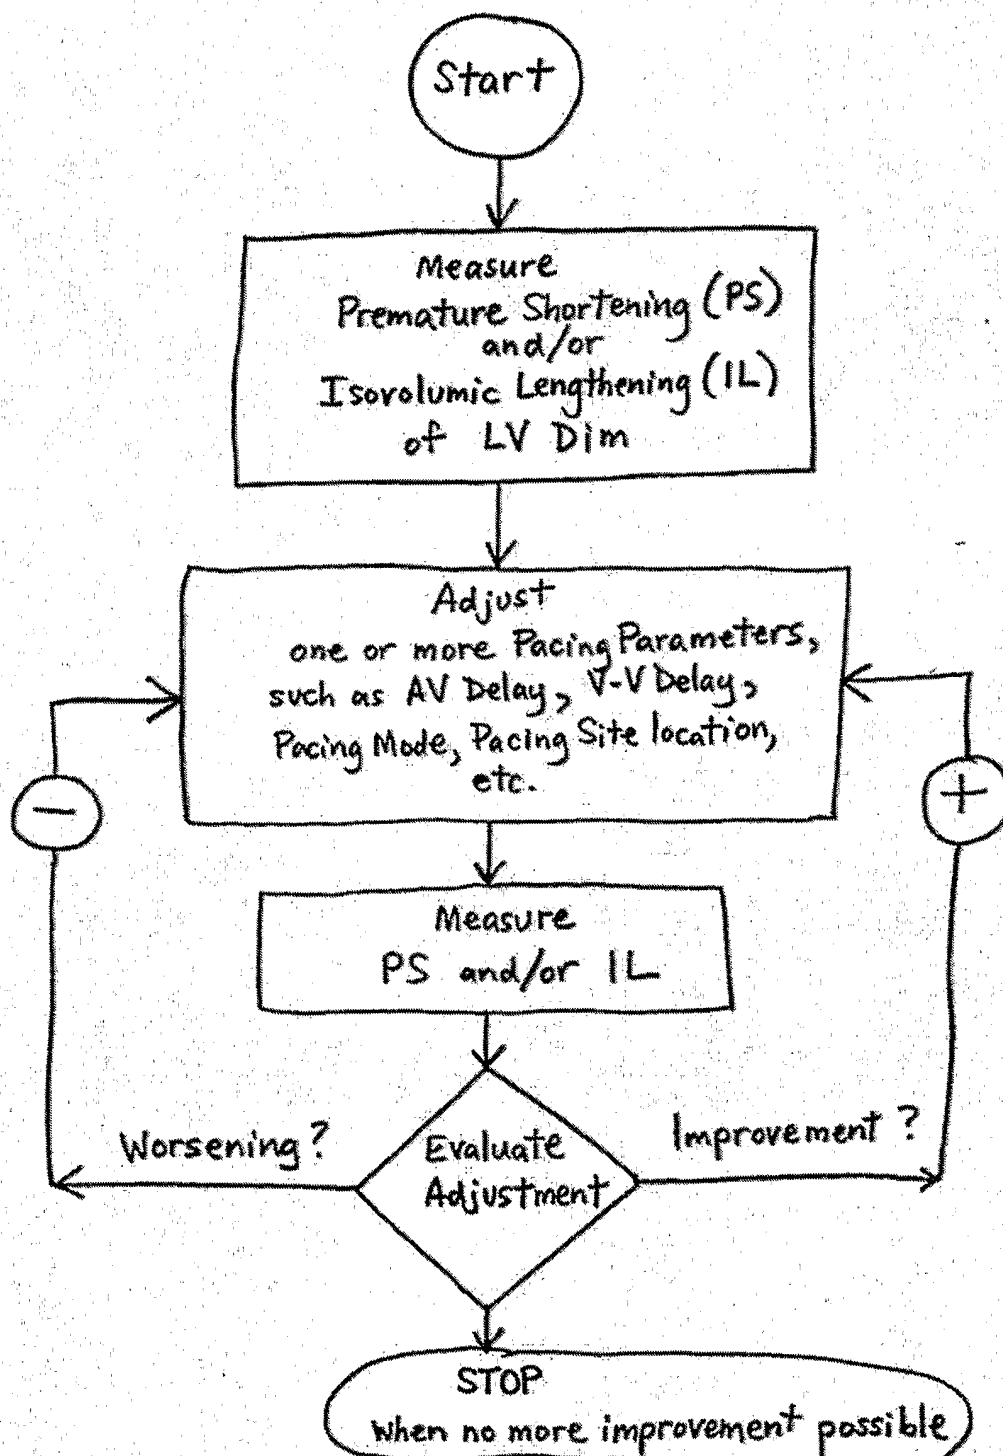 Start
Measure
Premature Shortening (PS)
and/or
Isovolumic Lengthening (IL)
of LV Dim
Adjust
one or more Pacing Parameters,
such as AV Delay, V-V Delay,
Pacing Mode, Pacing Site location,
etc.
−
+
Measure
PS and/or IL
Worsening?
Evaluate
Adjustment
Improvement?
STOP
when no more improvement possible